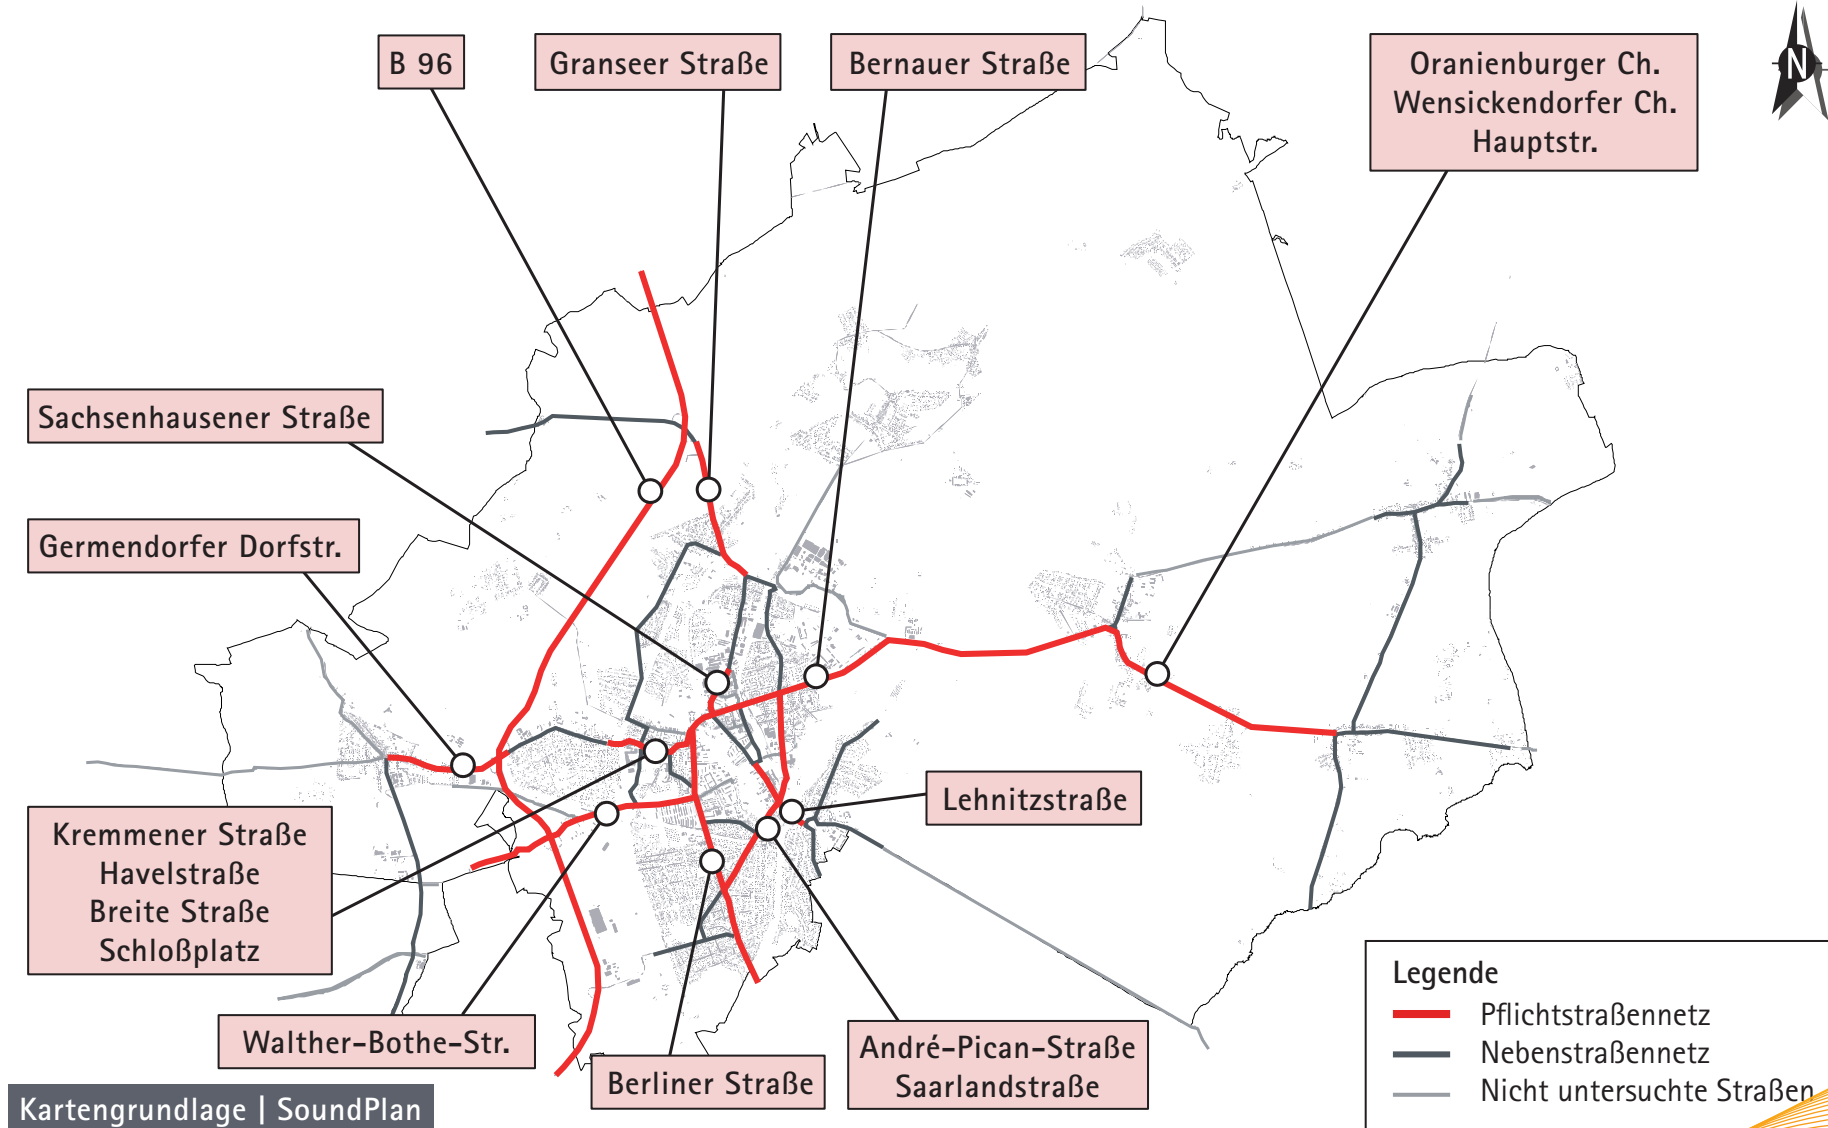 B 96
Granseer Straße
Bernauer Straße
Oranienburger Ch.
Wensickendorfer Ch.
Hauptstr.
N
Sachsenhausener Straße
Germendorfer Dorfstr.
Lehnitzstraße
Kremmener Straße
Havelstraße
Breite Straße
Schloßplatz
Walther-Bothe-Str.
Berliner Straße
André-Pican-Straße
Saarlandstraße
Legende
Pflichtstraßennetz
Nebenstraßennetz
Nicht untersuchte Straßen
Kartengrundlage | SoundPlan